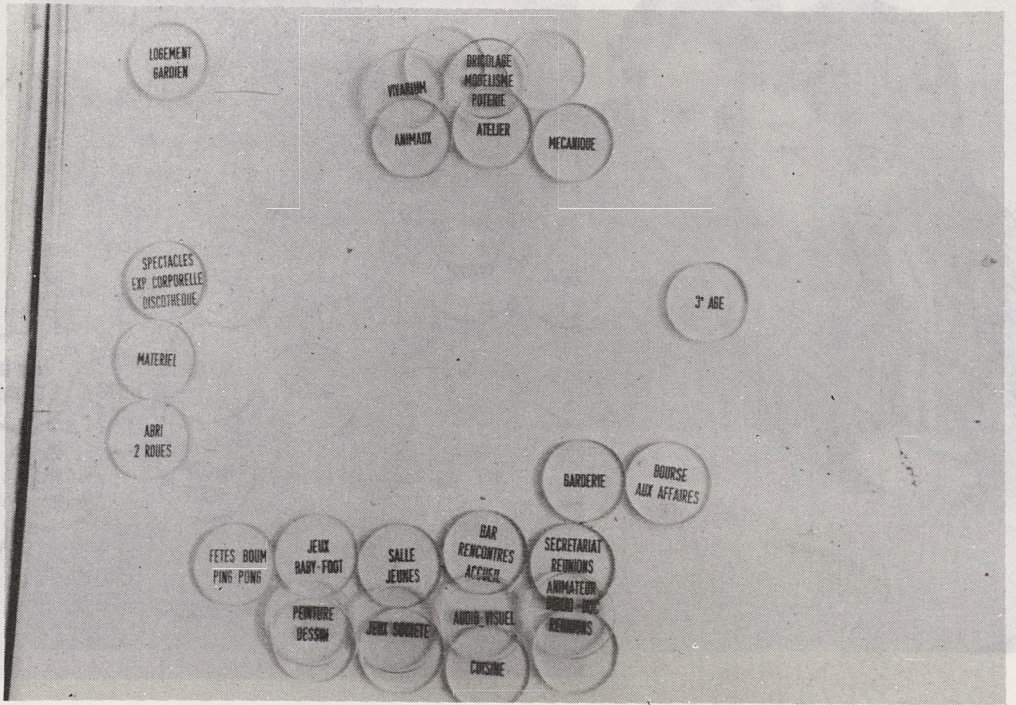 LOGEMENT
GARDIEN
BRICOLAGE
MODELISME
POTERIE
VIVARIUM
ANIMAUX
ATELIER
MECANIQUE
SPECTACLES
EXP CORPORELLE
DISCOTHEQUE
3° AGE
MATERIEL
ABRI
2 ROUES
GARDERIE
BOURSE
AUX AFFAIRES
FETES BOUM
PING PONG
JEUX
BABY-FOOT
SALLE
JEUNES
BAR
RENCONTRES
ACCUEIL
SECRETARIAT
REUNIONS
ANIMATEUR
PEINTURE
DESSIN
JEUX SOCIETE
AUDIO VISUEL
REUNIONS
CUISINE